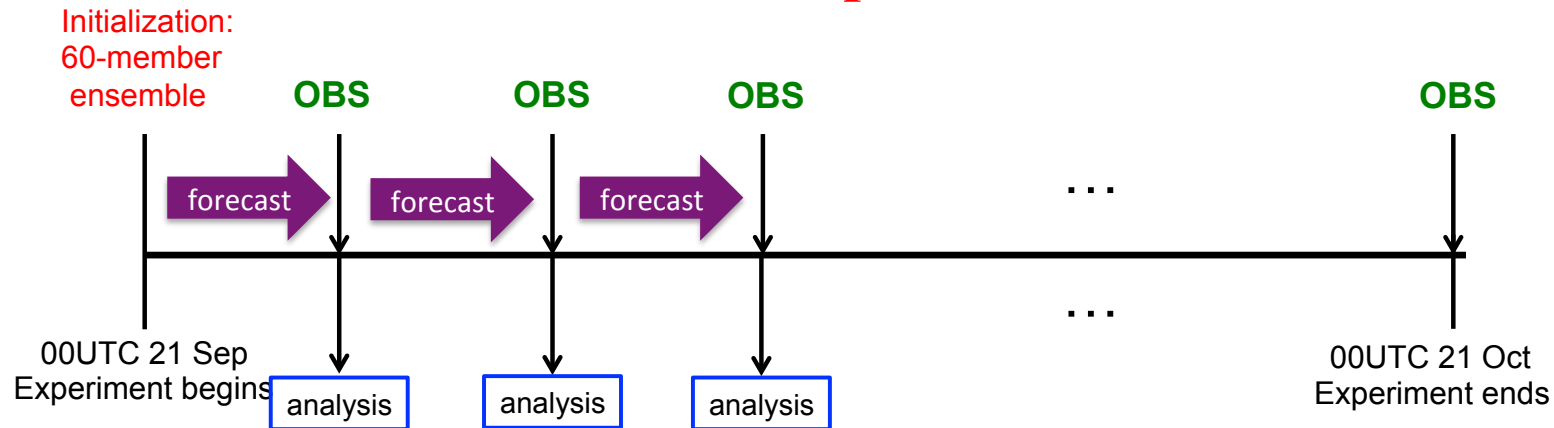 Initialization:
60-member
ensemble
OBS
OBS
OBS
OBS
forecast
forecast
forecast
...
...
00UTC 21 Sep
Experiment begins
analysis
analysis
analysis
00UTC 21 Oct
Experiment ends